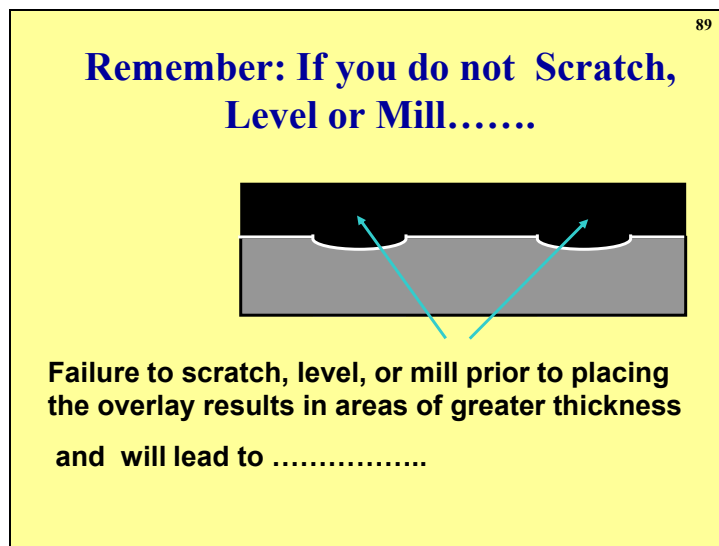 89
Remember: If you do not Scratch,
Level or Mill…….
Failure to scratch, level, or mill prior to placing
the overlay results in areas of greater thickness
and will lead to ………………..